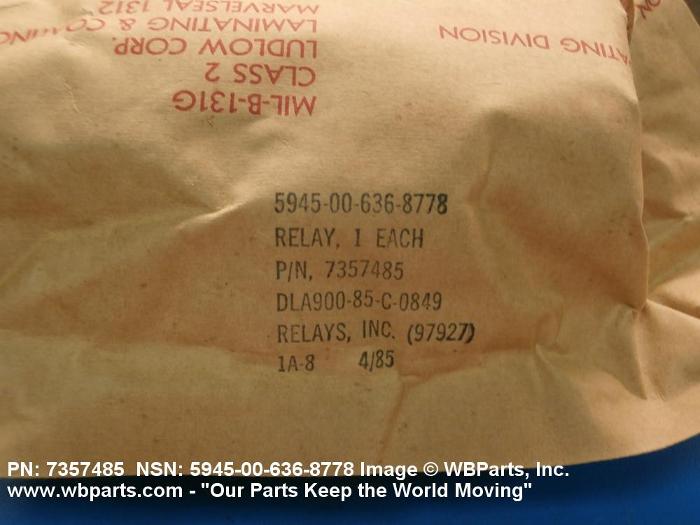 MIL-B-131G
CLASS 2
LUDLOW CORP.
LAMINATING & COATING
MARVELSEAL 1312
ATING DIVISION
5945-00-636-8778
RELAY, 1 EACH
P/N, 7357485
DLA900-85-C-0849
RELAYS, INC. (97927)
1A-8 4/85
PN: 7357485 NSN: 5945-00-636-8778 Image © WBParts, Inc.
www.wbparts.com - "Our Parts Keep the World Moving"